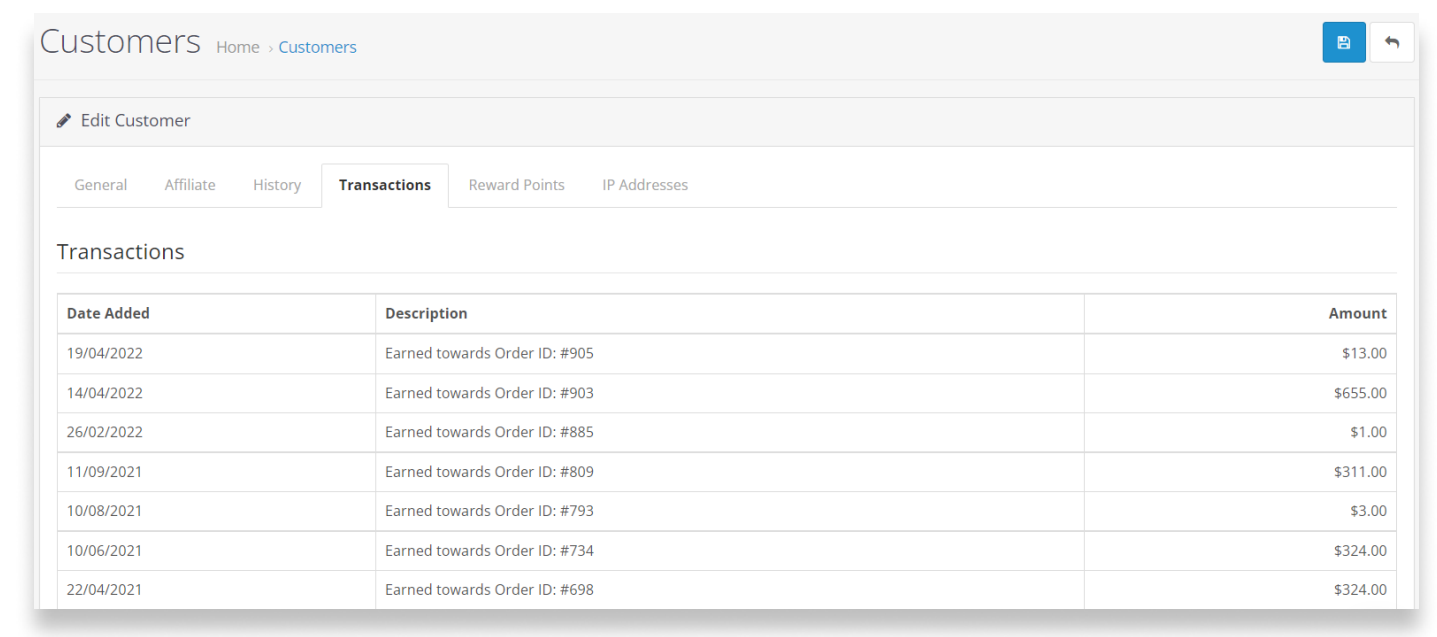 Customers Home › Customers
Edit Customer
General Affiliate History Transactions Reward Points IP Addresses
Transactions
Date Added Description Amount
19/04/2022 Earned towards Order ID: #905 $13.00
14/04/2022 Earned towards Order ID: #903 $655.00
26/02/2022 Earned towards Order ID: #885 $1.00
11/09/2021 Earned towards Order ID: #809 $311.00
10/08/2021 Earned towards Order ID: #793 $3.00
10/06/2021 Earned towards Order ID: #734 $324.00
22/04/2021 Earned towards Order ID: #698 $324.00